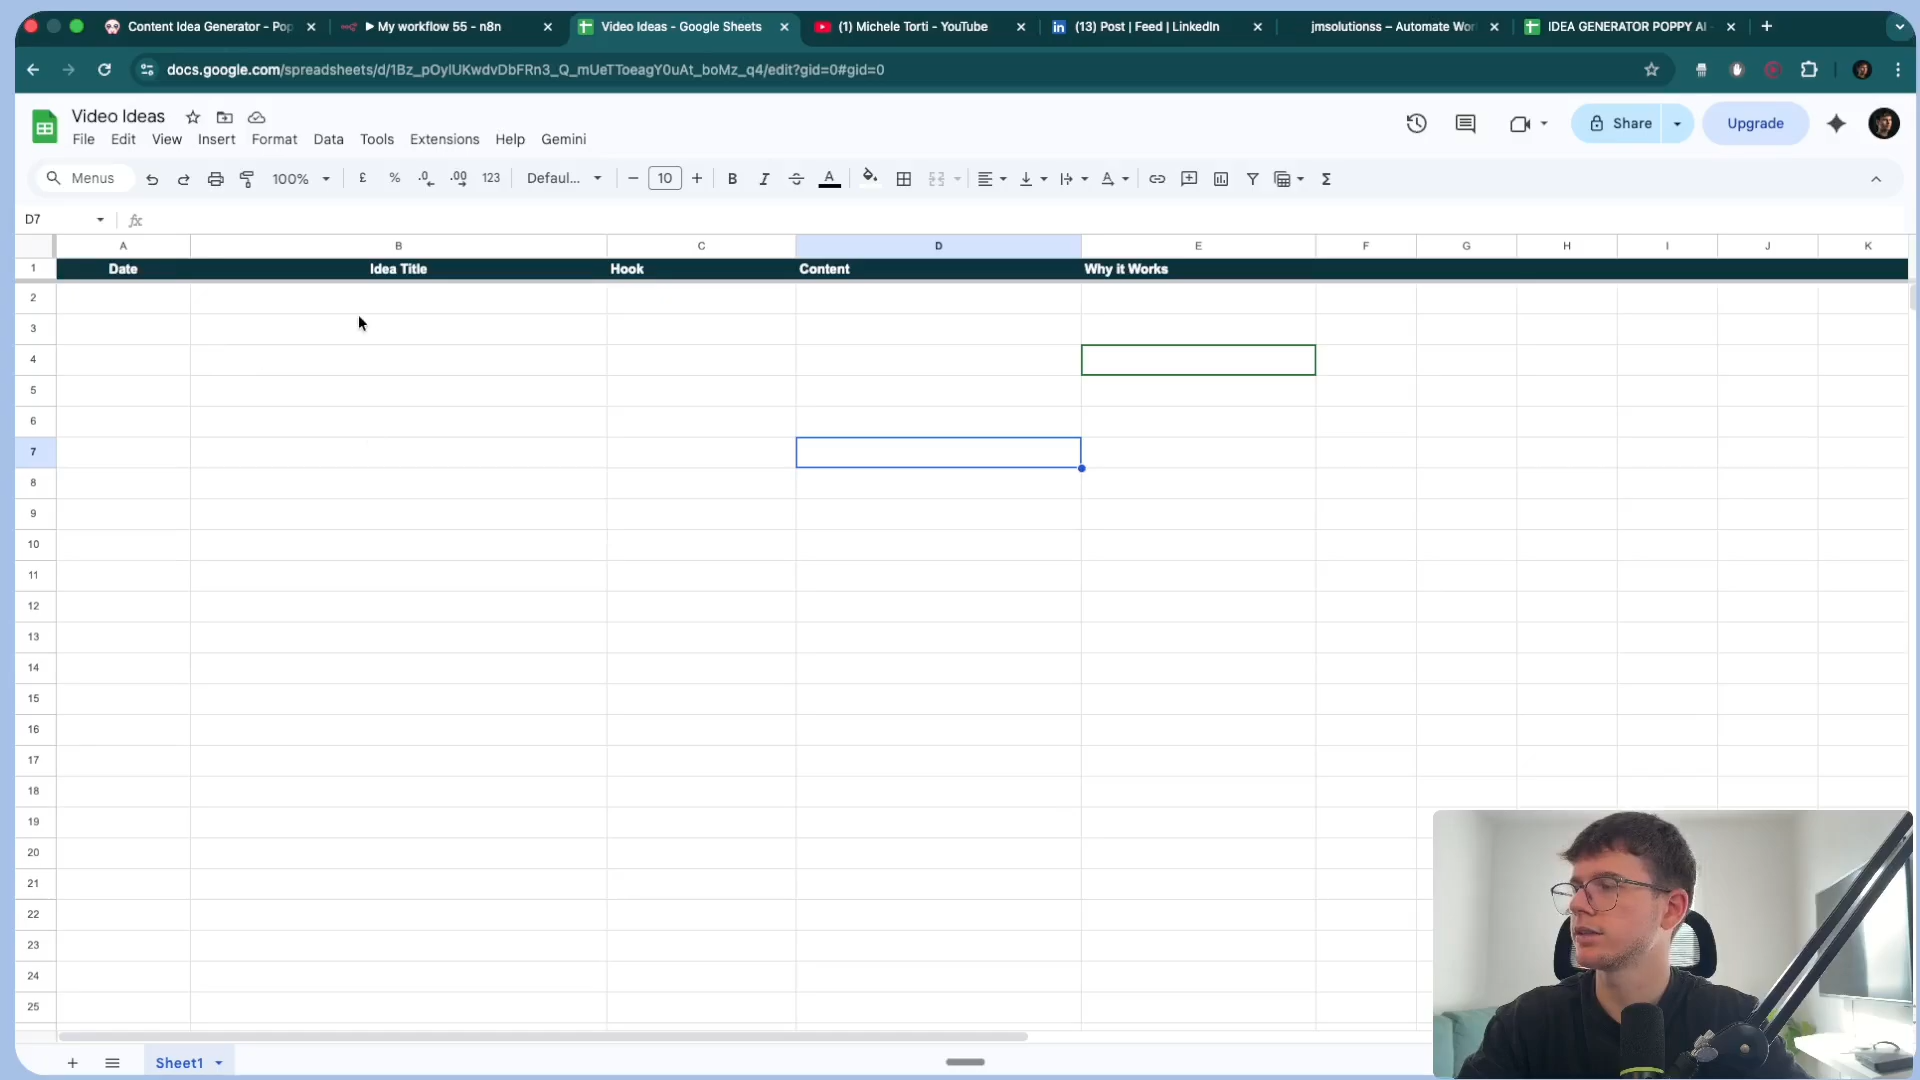 Content Idea Generator - Pop
My workflow 55 - n8n
Video Ideas - Google Sheets
(1) Michele Torti - YouTube
(13) Post | Feed | LinkedIn
jmsolutionss – Automate Wor
IDEA GENERATOR POPPY AI -
docs.google.com/spreadsheets/d/1Bz_pOylUKwdvDbFRn3_Q_mUeTToeagY0uAt_boMz_q4/edit?gid=0#gid=0
Video Ideas
File Edit View Insert Format Data Tools Extensions Help Gemini
Share
Upgrade
Menus
100%
£
%
.0
.00
123
Defaul...
10
B
I
A
Σ
D7
fx
A B C D E F G H I J K
1 Date Idea Title Hook Content Why it Works
2
3
4
5
6
7
8
9
10
11
12
13
14
15
16
17
18
19
20
21
22
23
24
25
Sheet1